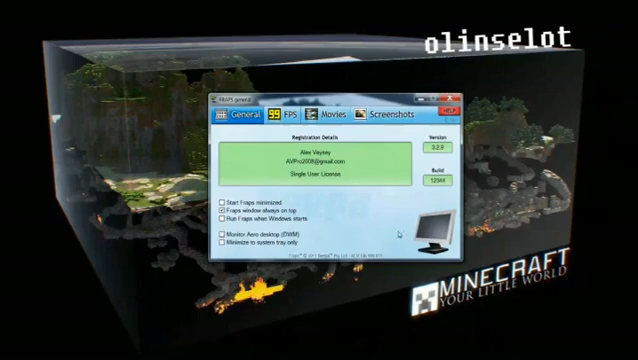 olinselot
FRAPS general
General
99 FPS
Movies
Screenshots
HELP
Registration Details
Version
Alex Veysey
AVPro2008@gmail.com
Single User License
3.2.9
Build
12344
Start Fraps minimized
Fraps window always on top
Run Fraps when Windows starts
Monitor Aero desktop (DWM)
Minimize to system tray only
MINECRAFT
YOUR LITTLE WORLD